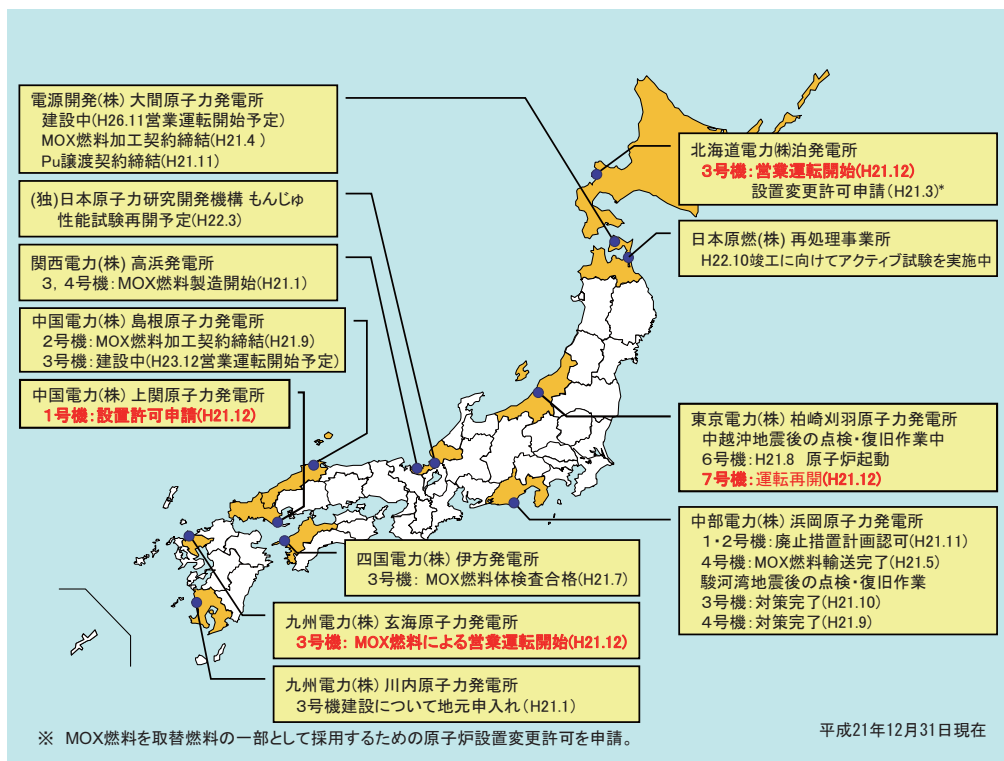 電源開発(株) 大間原子力発電所
建設中(H26.11営業運転開始予定)
MOX燃料加工契約締結(H21.4 )
Pu譲渡契約締結(H21.11)
(独)日本原子力研究開発機構 もんじゅ
性能試験再開予定(H22.3)
関西電力(株) 高浜発電所
3, 4号機:MOX燃料製造開始(H21.1)
中国電力(株) 島根原子力発電所
2号機:MOX燃料加工契約締結(H21.9)
3号機:建設中(H23.12営業運転開始予定)
中国電力(株) 上関原子力発電所
1号機:設置許可申請(H21.12)
北海道電力㈱泊発電所
3号機:営業運転開始(H21.12)
設置変更許可申請(H21.3)*
日本原燃(株) 再処理事業所
H22.10竣工に向けてアクティブ試験を実施中
東京電力(株) 柏崎刈羽原子力発電所
中越沖地震後の点検・復旧作業中
6号機:H21.8 原子炉起動
7号機:運転再開(H21.12)
中部電力(株) 浜岡原子力発電所
1・2号機:廃止措置計画認可(H21.11)
4号機:MOX燃料輸送完了(H21.5)
駿河湾地震後の点検・復旧作業
3号機:対策完了(H21.10)
4号機:対策完了(H21.9)
四国電力(株) 伊方発電所
3号機: MOX燃料体検査合格(H21.7)
九州電力(株) 玄海原子力発電所
3号機: MOX燃料による営業運転開始(H21.12)
九州電力(株) 川内原子力発電所
3号機建設について地元申入れ(H21.1)
※ MOX燃料を取替燃料の一部として採用するための原子炉設置変更許可を申請。
平成21年12月31日現在